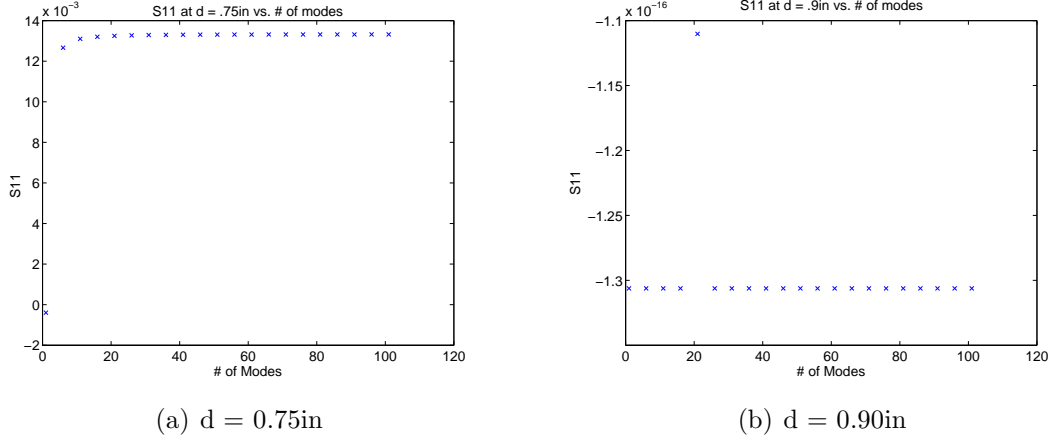 x 10⁻³
S11 at d = .75in vs. # of modes
14
12
10
8
6
4
2
0
−2
S11
0
20
40
60
80
100
120
# of Modes
(a) d = 0.75in
x 10⁻¹⁶
S11 at d = .9in vs. # of modes
−1.1
−1.15
−1.2
−1.25
−1.3
S11
0
20
40
60
80
100
120
# of Modes
(b) d = 0.90in